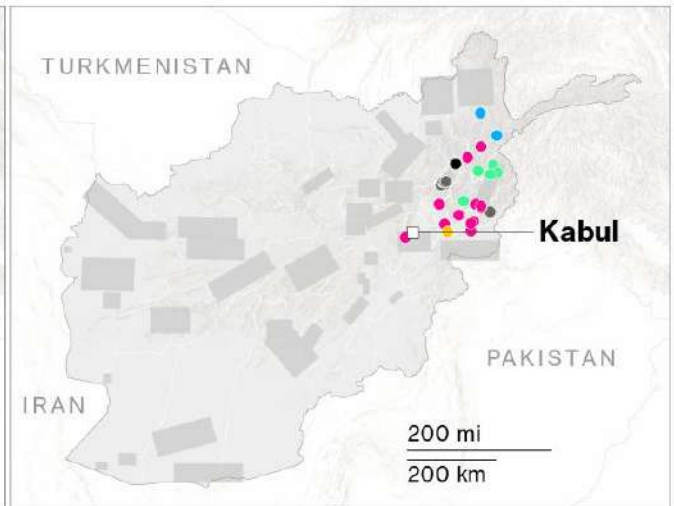 TURKMENISTAN
Kabul
PAKISTAN
IRAN
200 mi
200 km